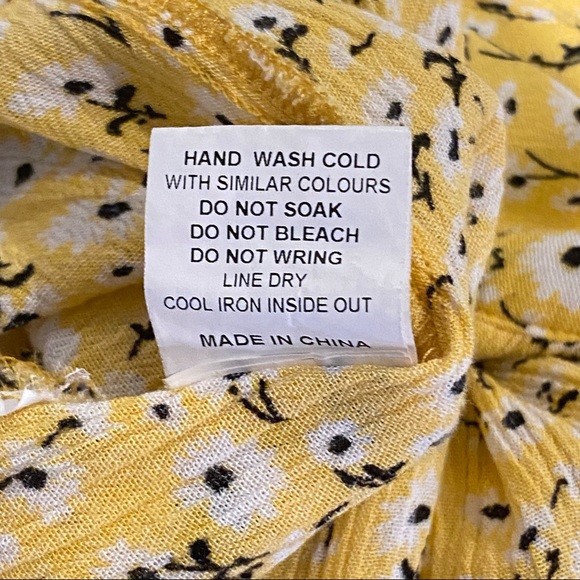 HAND WASH COLD
WITH SIMILAR COLOURS
DO NOT SOAK
DO NOT BLEACH
DO NOT WRING
LINE DRY
COOL IRON INSIDE OUT
MADE IN CHINA